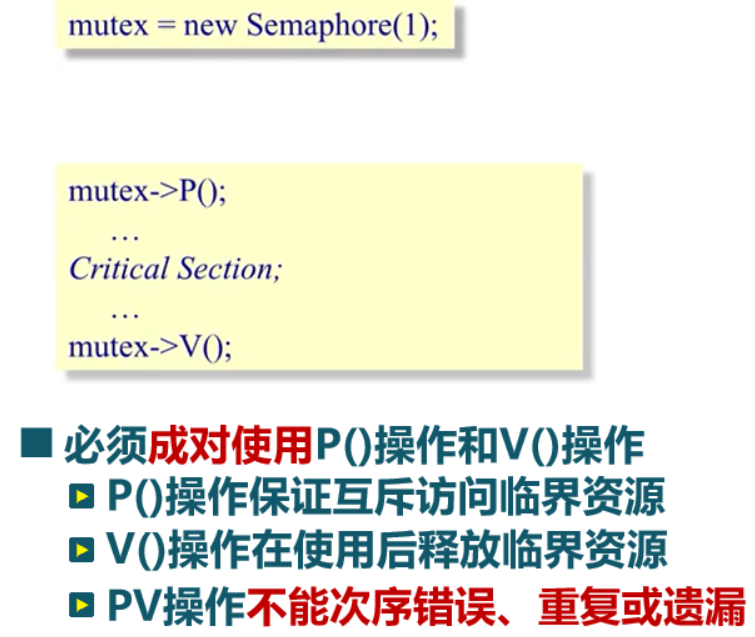 mutex = new Semaphore(1);
mutex->P();
...
Critical Section;
...
mutex->V();
必须成对使用P()操作和V()操作
P()操作保证互斥访问临界资源
V()操作在使用后释放临界资源
PV操作不能次序错误、重复或遗漏